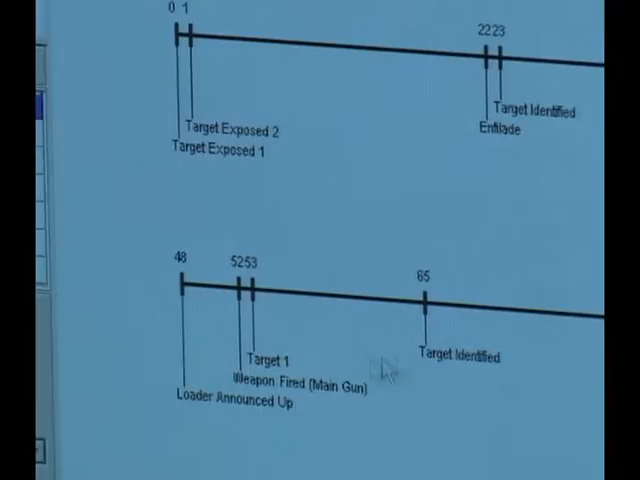 0 1
22 23
Target Identified
Enfilade
Target Exposed 2
Target Exposed 1
48
52 53
65
Target 1
Target Identified
Weapon Fired (Main Gun)
Loader Announced Up